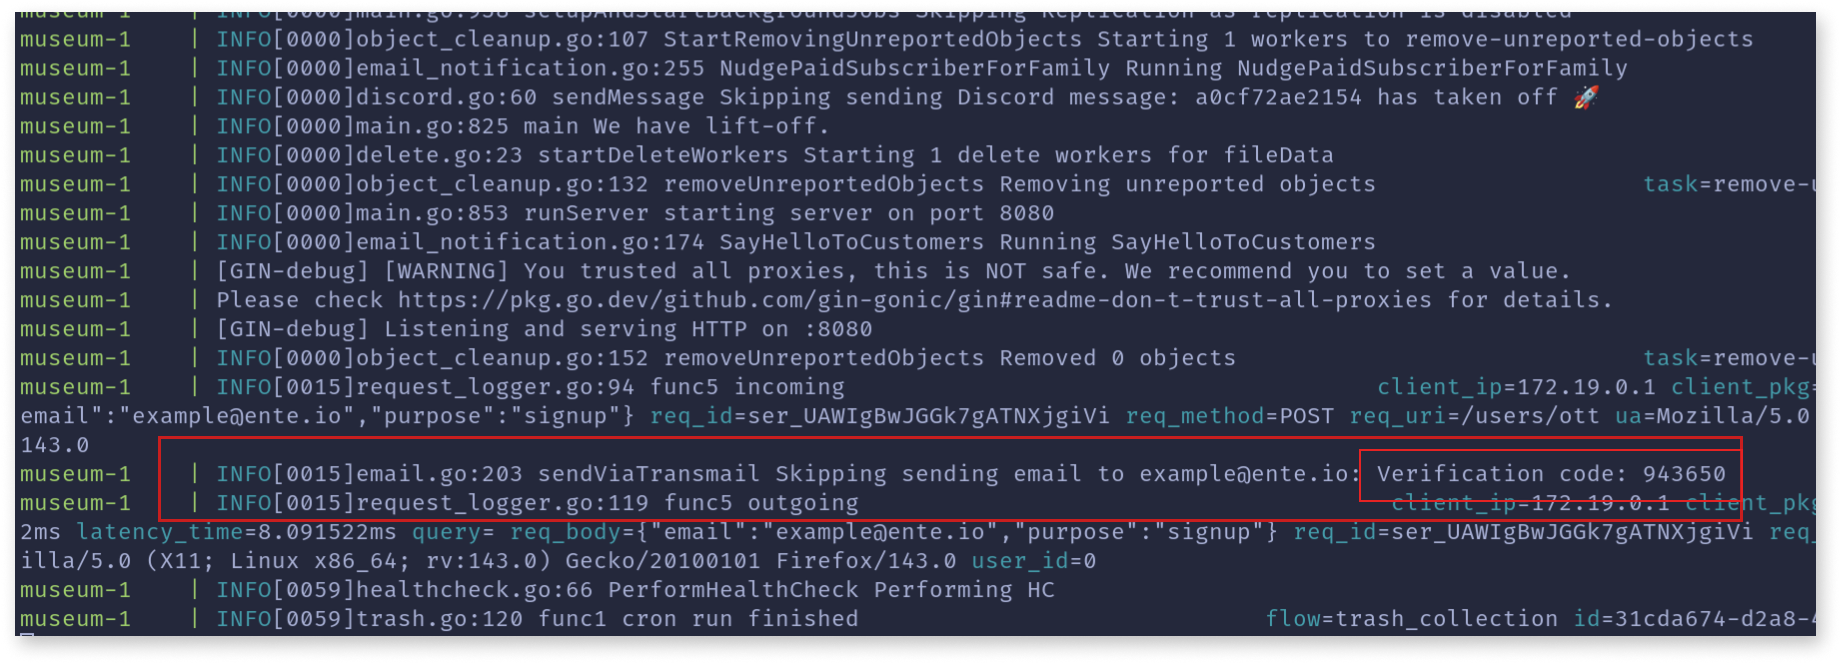 museum-1 | INFO[0000]main.go:958 setupAndStartBackgroundJobs Skipping Replication as replication is disabled
museum-1 | INFO[0000]object_cleanup.go:107 StartRemovingUnreportedObjects Starting 1 workers to remove-unreported-objects
museum-1 | INFO[0000]email_notification.go:255 NudgePaidSubscriberForFamily Running NudgePaidSubscriberForFamily
museum-1 | INFO[0000]discord.go:60 sendMessage Skipping sending Discord message: a0cf72ae2154 has taken off 🚀
museum-1 | INFO[0000]main.go:825 main We have lift-off.
museum-1 | INFO[0000]delete.go:23 startDeleteWorkers Starting 1 delete workers for fileData
museum-1 | INFO[0000]object_cleanup.go:132 removeUnreportedObjects Removing unreported objects task=remove-u
museum-1 | INFO[0000]main.go:853 runServer starting server on port 8080
museum-1 | INFO[0000]email_notification.go:174 SayHelloToCustomers Running SayHelloToCustomers
museum-1 | [GIN-debug] [WARNING] You trusted all proxies, this is NOT safe. We recommend you to set a value.
museum-1 | Please check https://pkg.go.dev/github.com/gin-gonic/gin#readme-don-t-trust-all-proxies for details.
museum-1 | [GIN-debug] Listening and serving HTTP on :8080
museum-1 | INFO[0000]object_cleanup.go:152 removeUnreportedObjects Removed 0 objects task=remove-u
museum-1 | INFO[0015]request_logger.go:94 func5 incoming client_ip=172.19.0.1 client_pkg=
email":"example@ente.io","purpose":"signup"} req_id=ser_UAWIgBwJGGk7gATNXjgiVi req_method=POST req_uri=/users/ott ua=Mozilla/5.0
143.0
museum-1 | INFO[0015]email.go:203 sendViaTransmail Skipping sending email to example@ente.io: Verification code: 943650
museum-1 | INFO[0015]request_logger.go:119 func5 outgoing client_ip=172.19.0.1 client_pkg
2ms latency_time=8.091522ms query= req_body={"email":"example@ente.io","purpose":"signup"} req_id=ser_UAWIgBwJGGk7gATNXjgiVi req_
illa/5.0 (X11; Linux x86_64; rv:143.0) Gecko/20100101 Firefox/143.0 user_id=0
museum-1 | INFO[0059]healthcheck.go:66 PerformHealthCheck Performing HC
museum-1 | INFO[0059]trash.go:120 func1 cron run finished flow=trash_collection id=31cda674-d2a8-4